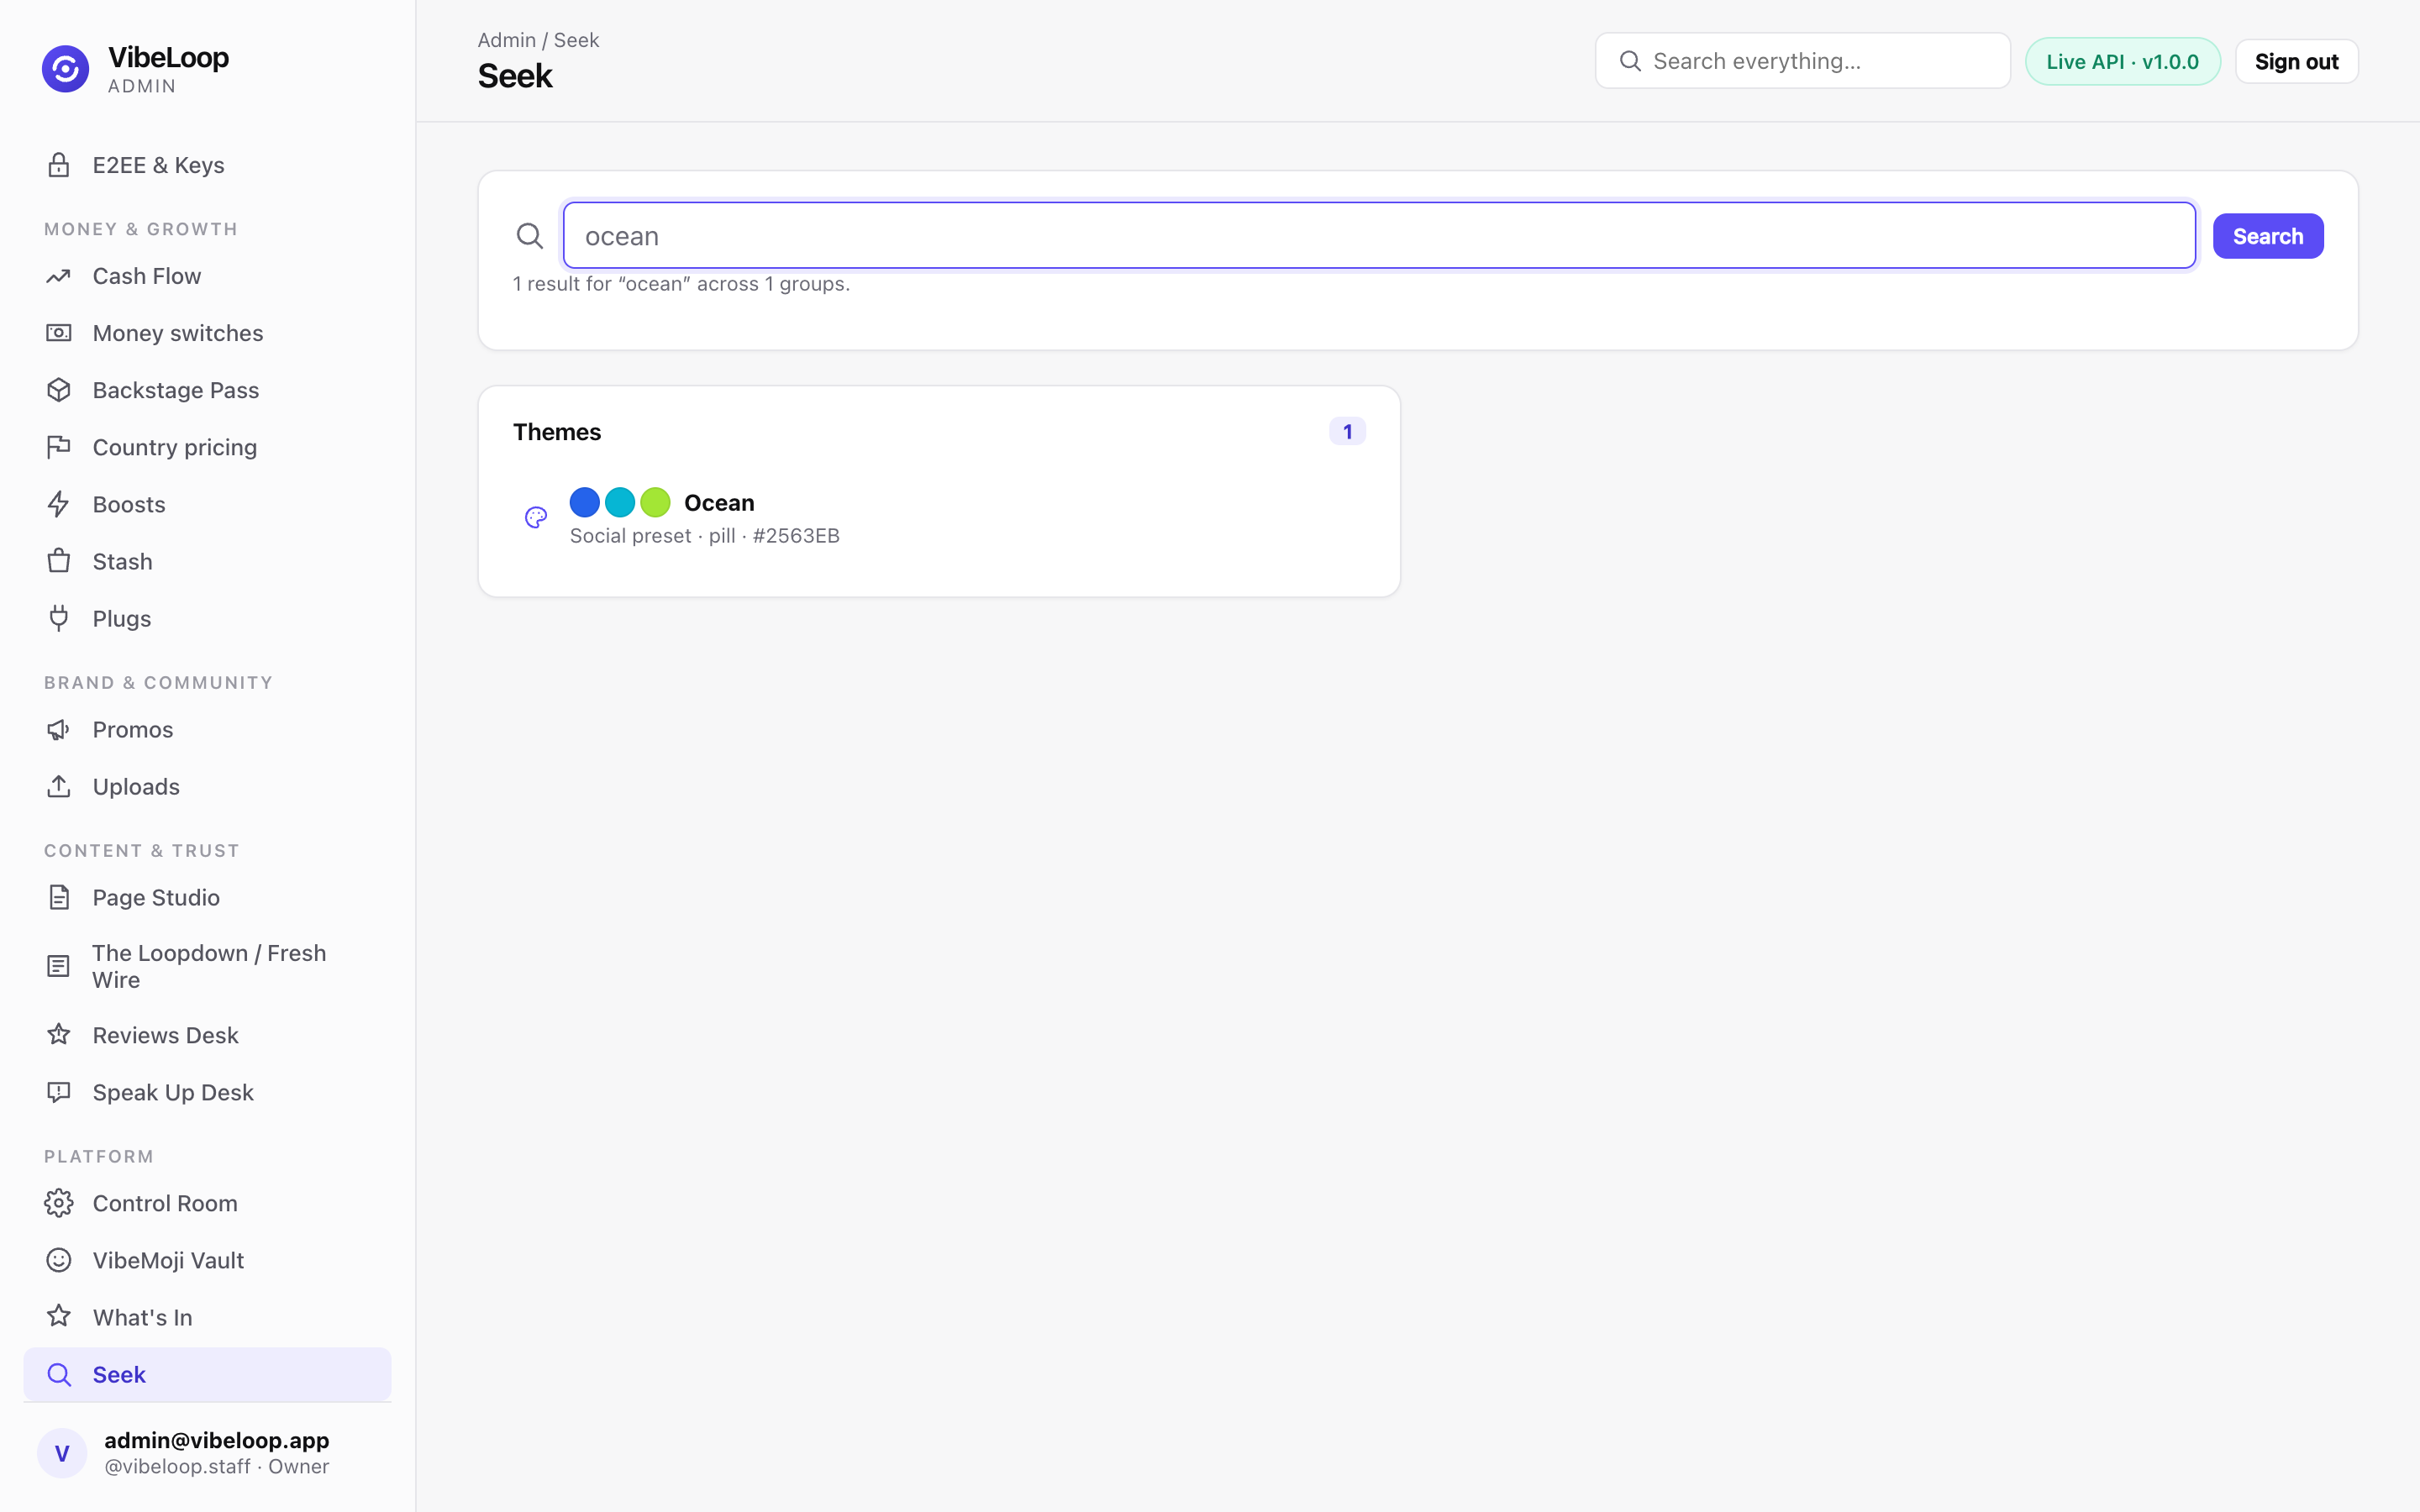 VibeLoop
ADMIN
E2EE & Keys
MONEY & GROWTH
Cash Flow
Money switches
Backstage Pass
Country pricing
Boosts
Stash
Plugs
BRAND & COMMUNITY
Promos
Uploads
CONTENT & TRUST
Page Studio
The Loopdown / Fresh
Wire
Reviews Desk
Speak Up Desk
PLATFORM
Control Room
VibeMoji Vault
What's In
Seek
V
admin@vibeloop.app
@vibeloop.staff · Owner
Admin / Seek
Seek
Search everything...
Live API · v1.0.0
Sign out
ocean
Search
1 result for “ocean” across 1 groups.
Themes
1
Ocean
Social preset · pill · #2563EB